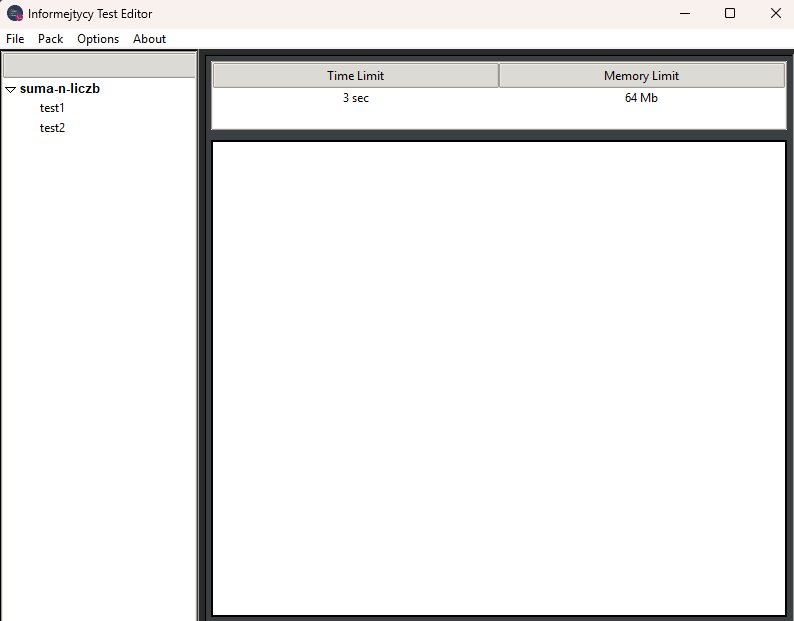 Informejtycy Test Editor
File Pack Options About
Time Limit Memory Limit
3 sec 64 Mb
suma-n-liczb
test1
test2